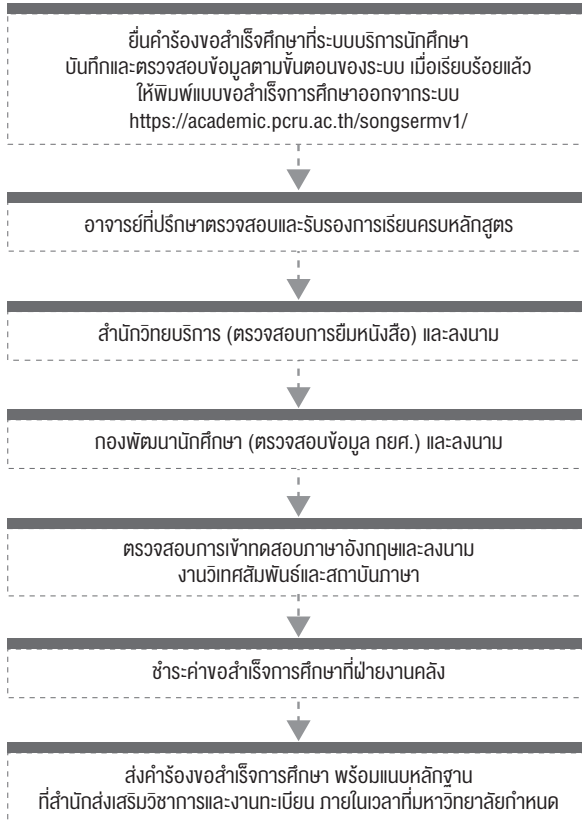 ยื่นคำร้องขอสำเร็จศึกษาที่ระบบบริการนักศึกษา
บันทึกและตรวจสอบข้อมูลตามขั้นตอนของระบบ เมื่อเรียบร้อยแล้ว
ให้พิมพ์แบบขอสำเร็จการศึกษาออกจากระบบ
https://academic.pcru.ac.th/songsermv1/
อาจารย์ที่ปรึกษาตรวจสอบและรับรองการเรียนครบหลักสูตร
สำนักวิทยบริการ (ตรวจสอบการยืมหนังสือ) และลงนาม
กองพัฒนานักศึกษา (ตรวจสอบข้อมูล กยศ.) และลงนาม
ตรวจสอบการเข้าทดสอบภาษาอังกฤษและลงนาม
งานวิเทศสัมพันธ์และสถาบันภาษา
ชำระค่าขอสำเร็จการศึกษาที่ฝ่ายงานคลัง
ส่งคำร้องขอสำเร็จการศึกษา พร้อมแนบหลักฐาน
ที่สำนักส่งเสริมวิชาการและงานทะเบียน ภายในเวลาที่มหาวิทยาลัยกำหนด